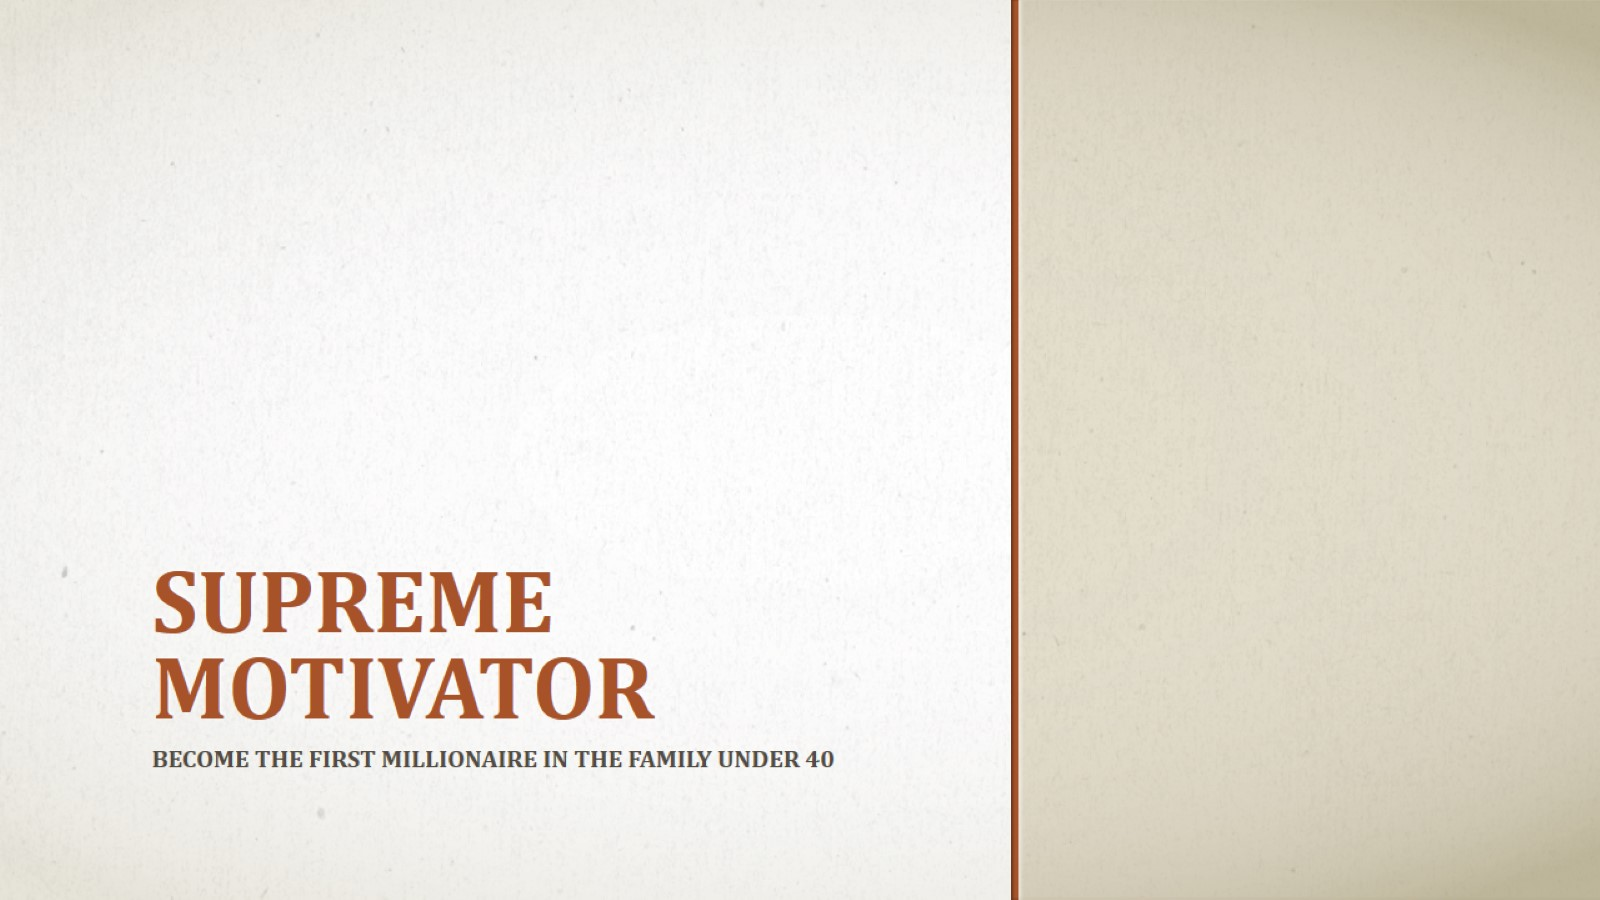 SUPREME
MOTIVATOR
BECOME THE FIRST MILLIONAIRE IN THE FAMILY UNDER 40